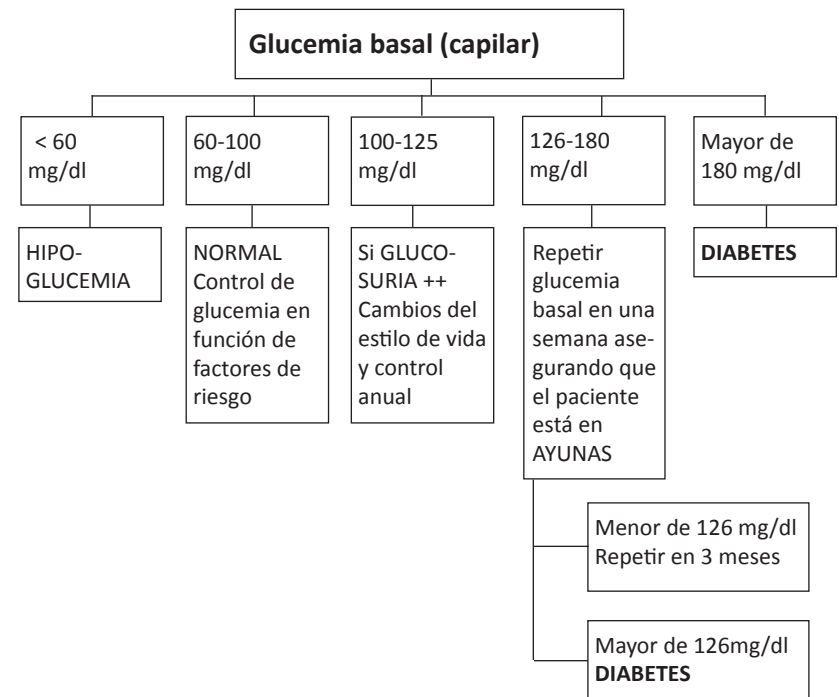 Glucemia basal (capilar)
< 60
mg/dl
60-100
mg/dl
100-125
mg/dl
126-180
mg/dl
Mayor de
180 mg/dl
HIPO-
GLUCEMIA
NORMAL
Control de
glucemia en
función de
factores de
riesgo
Si GLUCO-
SURIA ++
Cambios del
estilo de vida
y control
anual
Repetir
glucemia
basal en una
semana ase-
gurando que
el paciente
está en
AYUNAS
DIABETES
Menor de 126 mg/dl
Repetir en 3 meses
Mayor de 126mg/dl
DIABETES